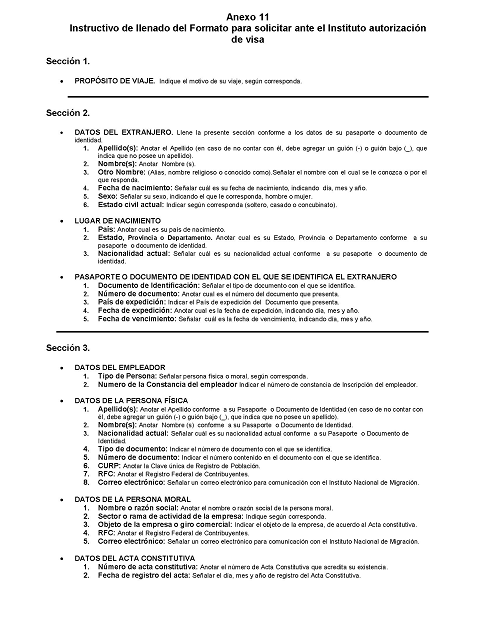 Anexo 11
Instructivo de llenado del Formato para solicitar ante el Instituto autorización
de visa
Sección 1.
• PROPÓSITO DE VIAJE. Indique el motivo de su viaje, según corresponda.
Sección 2.
• DATOS DEL EXTRANJERO. Llene la presente sección conforme a los datos de su pasaporte o documento de
identidad.
1. Apellido(s): Anotar el Apellido (en caso de no contar con él, debe agregar un guión (-) o guión bajo (_), que
indica que no posee un apellido).
2. Nombre(s): Anotar Nombre (s).
3. Otro Nombre: (Alias, nombre religioso o conocido como).Señalar el nombre con el cual se le conozca o por el
que responda.
4. Fecha de nacimiento: Señalar cuál es su fecha de nacimiento, indicando día, mes y año.
5. Sexo: Señalar su sexo, indicando el que le corresponda, hombre o mujer.
6. Estado civil actual: Indicar según corresponda (soltero, casado o concubinato).
• LUGAR DE NACIMIENTO
1. País: Anotar cual es su país de nacimiento.
2. Estado, Provincia o Departamento. Anotar cual es su Estado, Provincia o Departamento conforme a su
pasaporte o documento de identidad.
3. Nacionalidad actual: Señalar cuál es su nacionalidad actual conforme a su pasaporte o documento de
identidad.
• PASAPORTE O DOCUMENTO DE IDENTIDAD CON EL QUE SE IDENTIFICA EL EXTRANJERO
1. Documento de Identificación: Señalar el tipo de documento con el que se identifica.
2. Número de documento: Anotar cual es el número del documento que presenta.
3. País de expedición: Indicar el País de expedición del Documento que presenta.
4. Fecha de expedición: Anotar cual es la fecha de expedición, indicando día, mes y año.
5. Fecha de vencimiento: Señalar cuál es la fecha de vencimiento, indicando día, mes y año.
Sección 3.
• DATOS DEL EMPLEADOR
1. Tipo de Persona: Señalar persona física o moral, según corresponda.
2. Numero de la Constancia del empleador Indicar el número de constancia de Inscripción del empleador.
• DATOS DE LA PERSONA FÍSICA
1. Apellido(s): Anotar el Apellido conforme a su Pasaporte o Documento de Identidad (en caso de no contar con
él, debe agregar un guión (-) o guión bajo (_), que indica que no posee un apellido).
2. Nombre(s): Anotar Nombre (s) conforme a su Pasaporte o Documento de Identidad.
3. Nacionalidad actual: Señalar cuál es su nacionalidad actual conforme a su Pasaporte o Documento de
Identidad.
4. Tipo de documento: Indicar el número de documento con el que se identifica.
5. Número de documento: Indicar el número contenido en el documento con el que se identifica.
6. CURP: Anotar la Clave única de Registro de Población.
7. RFC: Anotar el Registro Federal de Contribuyentes.
8. Correo electrónico: Señalar un correo electrónico para comunicación con el Instituto Nacional de Migración.
• DATOS DE LA PERSONA MORAL
1. Nombre o razón social: Anotar el nombre o razón social de la persona moral.
2. Sector o rama de actividad de la empresa: Indique según corresponda.
3. Objeto de la empresa o giro comercial: Indicar el objeto de la empresa, de acuerdo al Acta constitutiva.
4. RFC: Anotar el Registro Federal de Contribuyentes.
5. Correo electrónico: Señalar un correo electrónico para comunicación con el Instituto Nacional de Migración.
• DATOS DEL ACTA CONSTITUTIVA
1. Número de acta constitutiva: Anotar el número de Acta Constitutiva que acredita su existencia.
2. Fecha de registro del acta: Señalar el día, mes y año de registro del Acta Constitutiva.